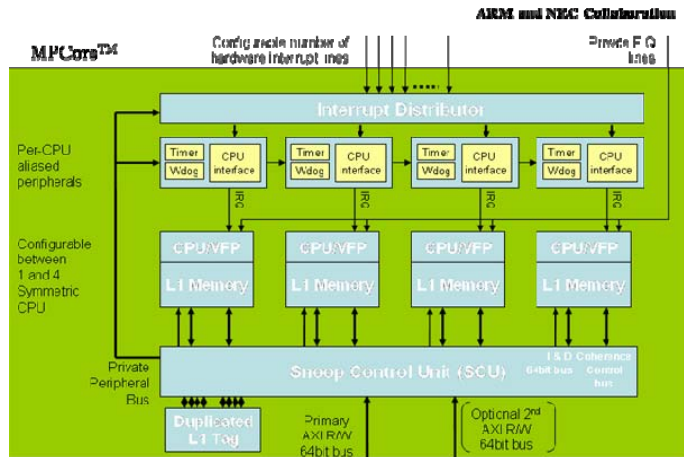 ARM and NEC Collaboration
MPCore™
Configurable number of
hardware interrupt lines
Private FIQ
lines
Interrupt Distributor
Per-CPU
aliased
peripherals
Timer
Wdog
CPU
interface
Timer
Wdog
CPU
interface
Timer
Wdog
CPU
interface
Timer
Wdog
CPU
interface
IRQ
IRQ
IRQ
IRQ
Configurable
between
1 and 4
Symmetric
CPU
CPU/VFP
L1 Memory
CPU/VFP
L1 Memory
CPU/VFP
L1 Memory
CPU/VFP
L1 Memory
Private
Peripheral
Bus
Snoop Control Unit (SCU)
I & D
64bit bus
Coherence
Control
bus
Duplicated
L1 Tag
Primary
AXI R/W
64bit bus
Optional 2nd
AXI R/W
64bit bus